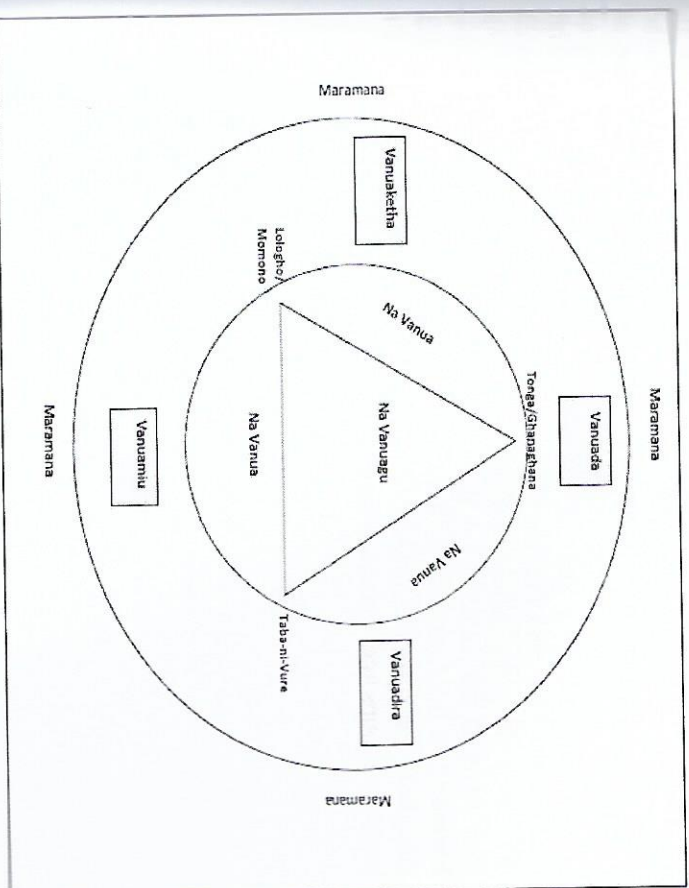 Maramana
Vanuada
Tonga/Ghanaghana
Na Vanua
Na Vanua
Maramana
Vanuaketha
Na Vanuagu
Vanuadira
Maramana
Lologho/
Momono
Taba-ni-Vure
Na Vanua
Vanuamiu
Maramana